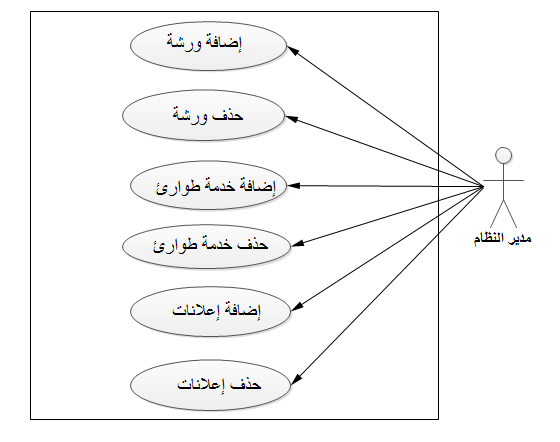 إضافة ورشة
حذف ورشة
إضافة خدمة طوارئ
حذف خدمة طوارئ
إضافة إعلانات
حذف إعلانات
مدير النظام